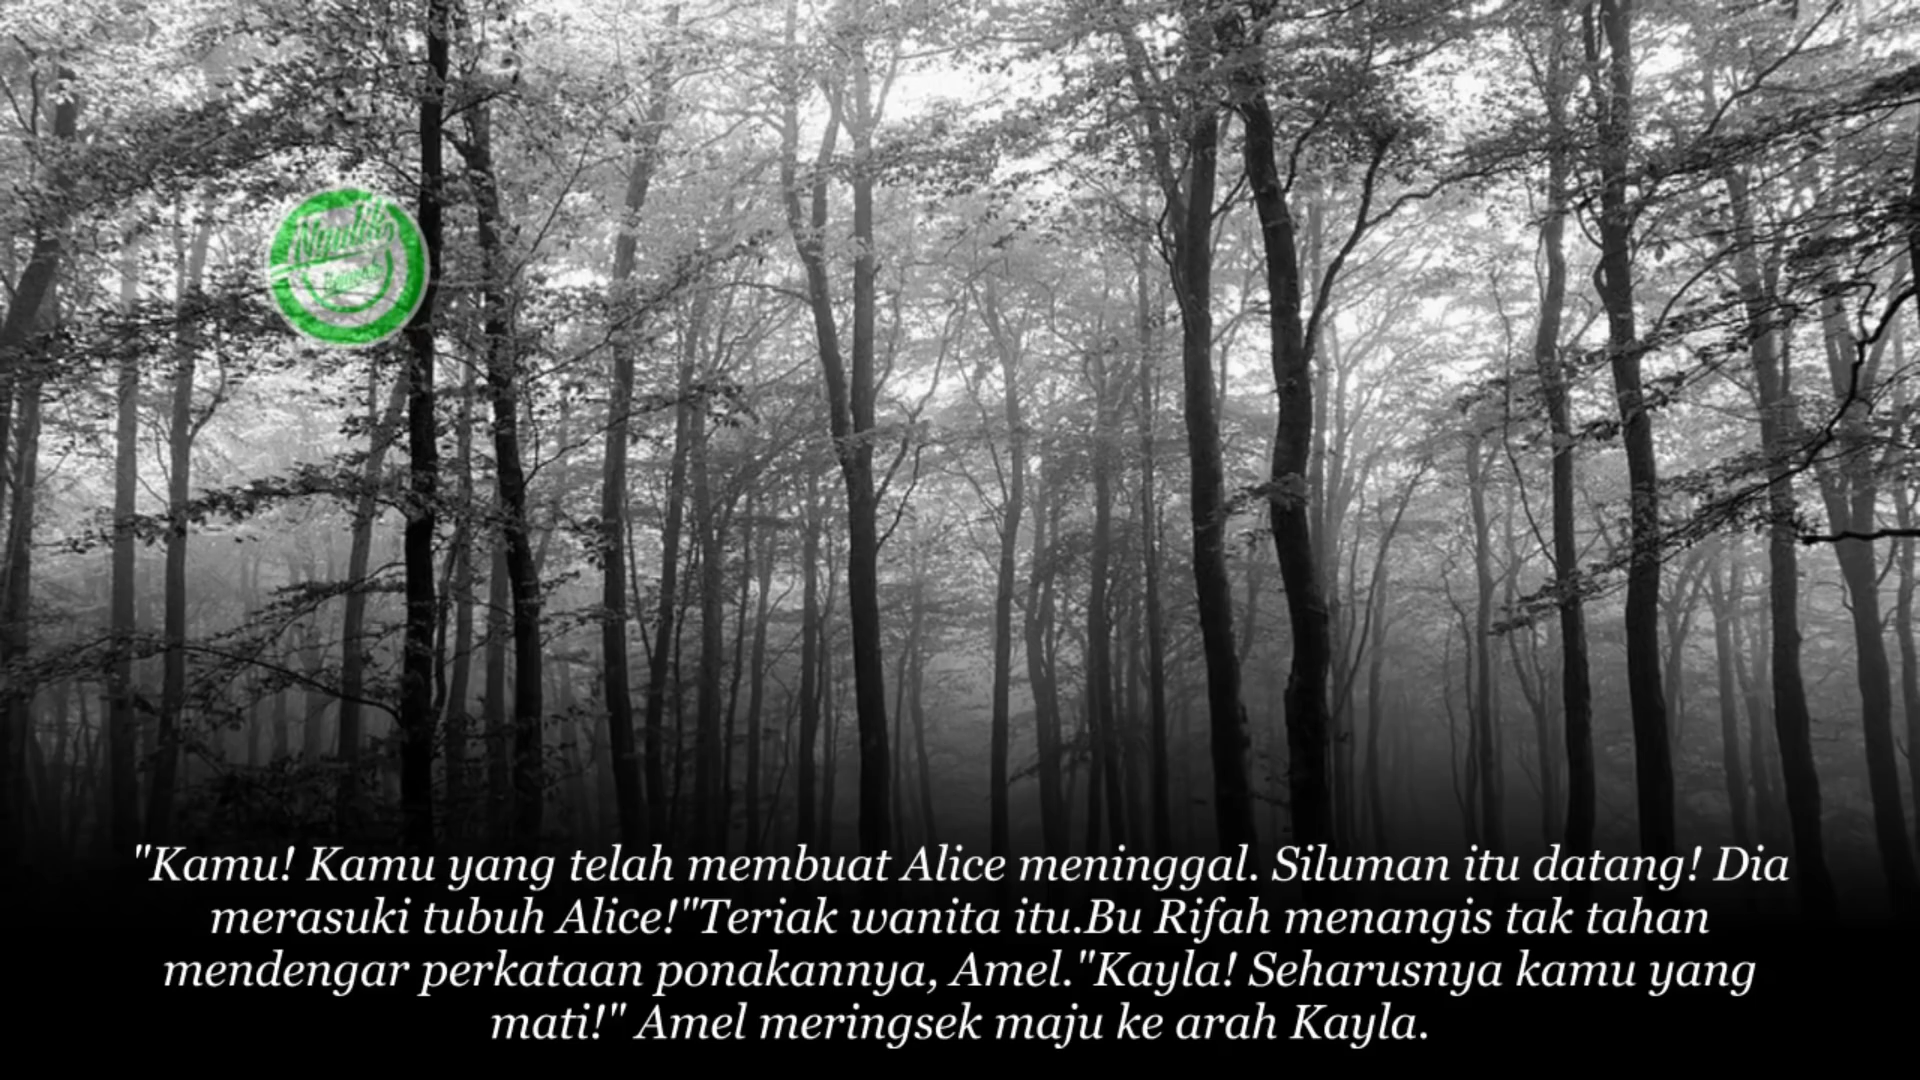 Ngulik
"Kamu! Kamu yang telah membuat Alice meninggal. Siluman itu datang! Dia
merasuki tubuh Alice!"Teriak wanita itu.Bu Rifah menangis tak tahan
mendengar perkataan ponakannya, Amel."Kayla! Seharusnya kamu yang
mati!" Amel meringsek maju ke arah Kayla.